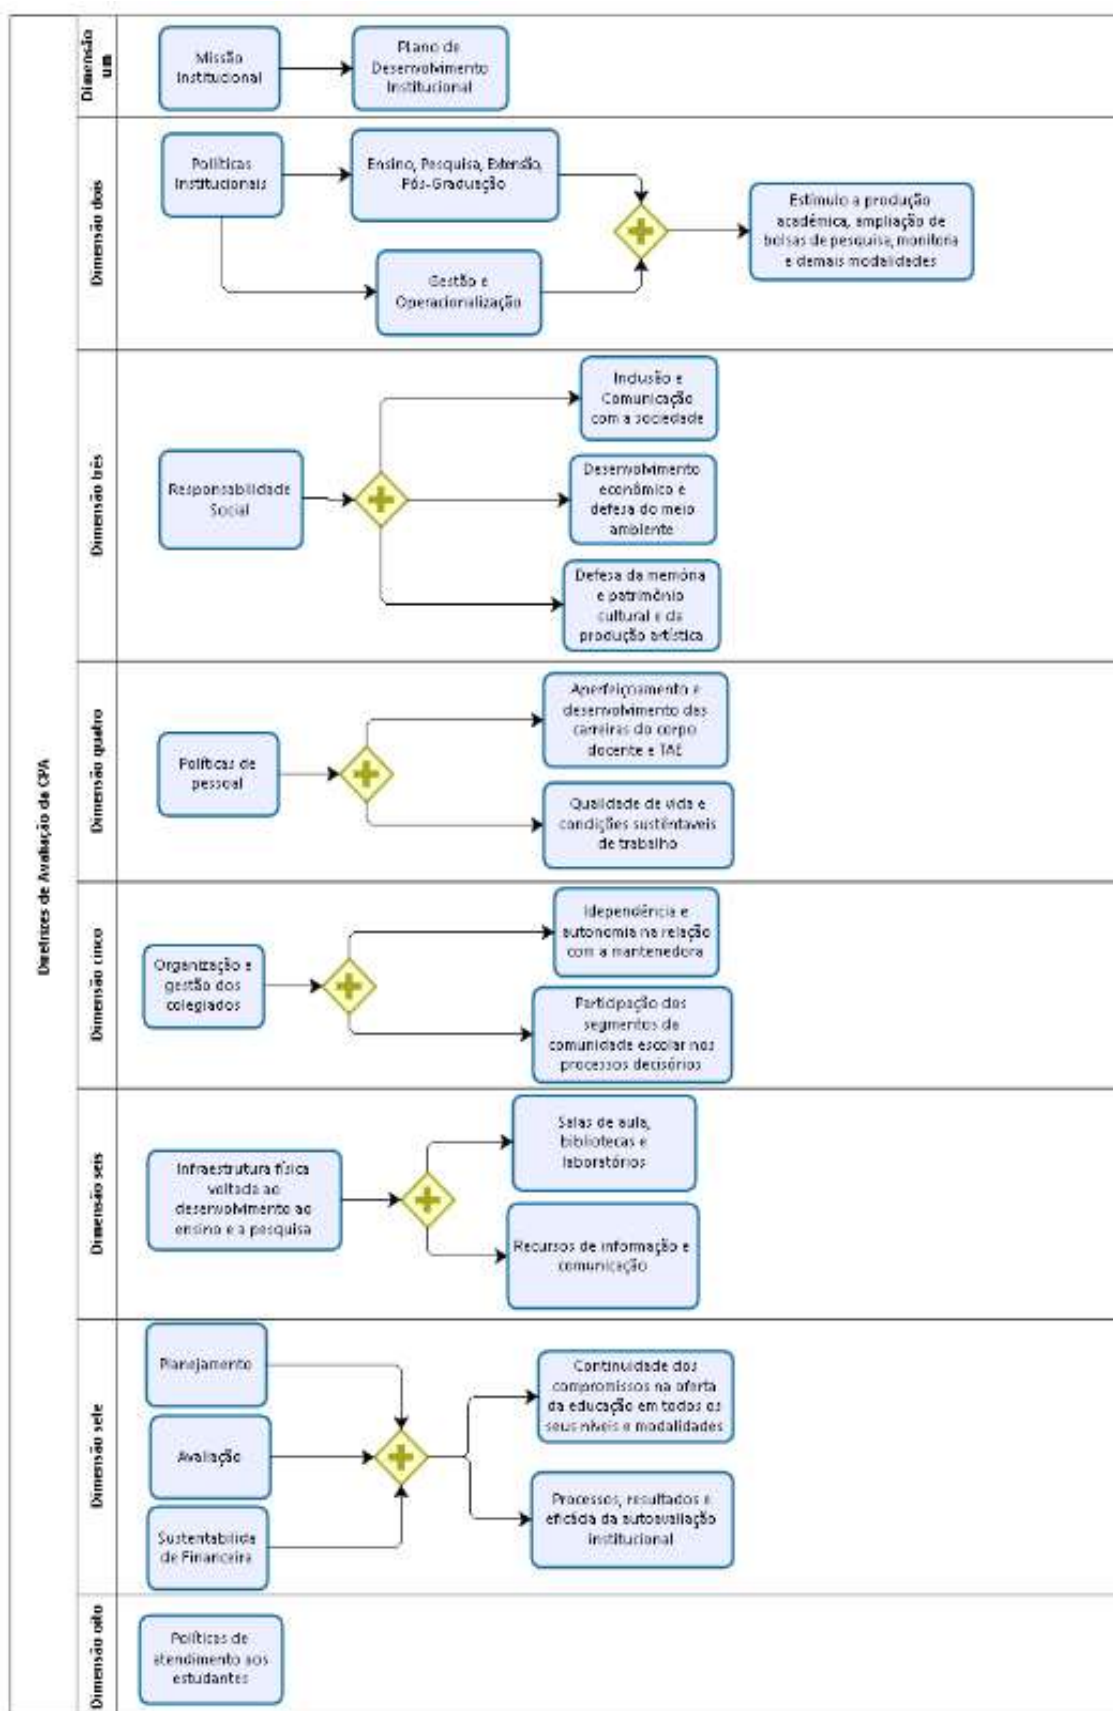 Diretrizes de Avaliação da CPA
Dimensão
um
Missão
Institucional
Plano de
Desenvolvimento
Institucional
Dimensão dois
Políticas
Institucionais
Ensino, Pesquisa, Extensão,
Pós-Graduação
Gestão e
Operacionalização
Estímulo a produção
acadêmica, ampliação de
bolsas de pesquisa, monitoria
e demais modalidades
Dimensão três
Responsabilidade
Social
Inclusão e
Comunicação
com a sociedade
Desenvolvimento
econômico e
defesa do meio
ambiente
Defesa da memória
e patrimônio
cultural e da
produção artística
Dimensão quatro
Políticas de
pessoal
Aperfeiçoamento e
desenvolvimento das
carreiras do corpo
docente e TAE
Qualidade de vida e
condições sustentaveis
de trabalho
Dimensão cinco
Organização e
gestão dos
colegiados
Idependência e
autonomia na relação
com a mantenedora
Participação dos
segmentos da
comunidade escolar nos
processos decisórios
Dimensão seis
Infraestrutura física
voltada ao
desenvolvimento ao
ensino e a pesquisa
Salas de aula,
bibliotecas e
laboratórios
Recursos de informação e
comunicação
Dimensão sete
Planejamento
Avaliação
Sustentabilida
de Financeira
Continuidade dos
compromissos na oferta
da educação em todos os
seus níveis e modalidades
Processos, resultados e
eficácia da autoavaliação
institucional
Dimensão oito
Políticas de
atendimento aos
estudantes